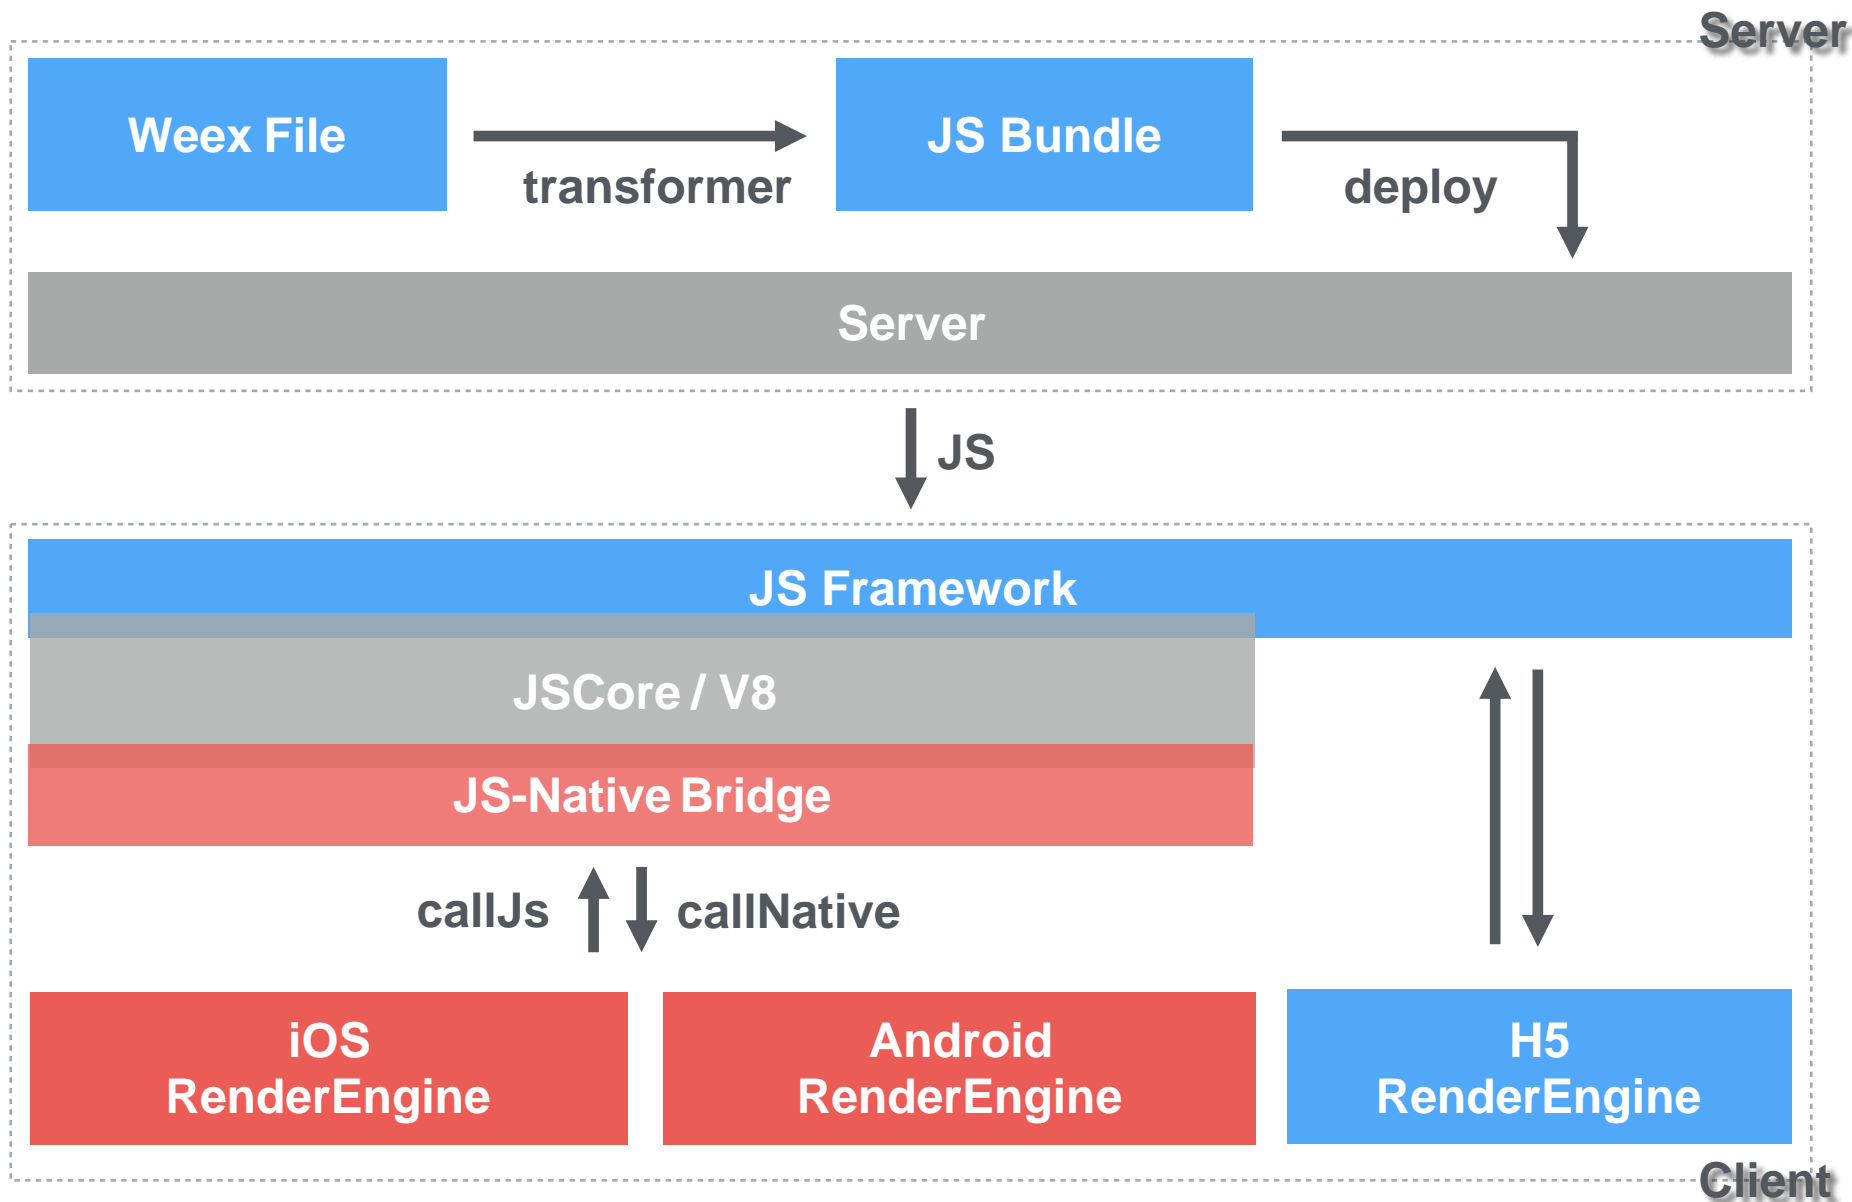 Server
Weex File
transformer
JS Bundle
deploy
Server
JS
JS Framework
JSCore / V8
JS-Native Bridge
callJs
callNative
iOS
RenderEngine
Android
RenderEngine
H5
RenderEngine
Client